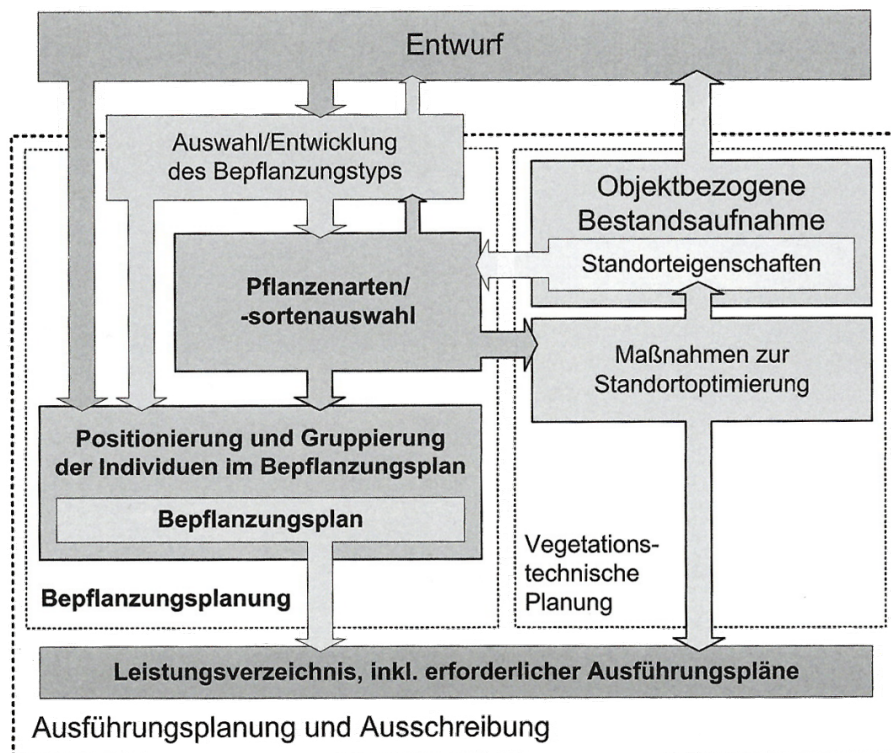 Entwurf
Auswahl/Entwicklung
des Bepflanzungstyps
Objektbezogene
Bestandsaufnahme
Standorteigenschaften
Pflanzenarten/
-sortenauswahl
Maßnahmen zur
Standortoptimierung
Positionierung und Gruppierung
der Individuen im Bepflanzungsplan
Bepflanzungsplan
Bepflanzungsplanung
Vegetations-
technische
Planung
Leistungsverzeichnis, inkl. erforderlicher Ausführungspläne
Ausführungsplanung und Ausschreibung